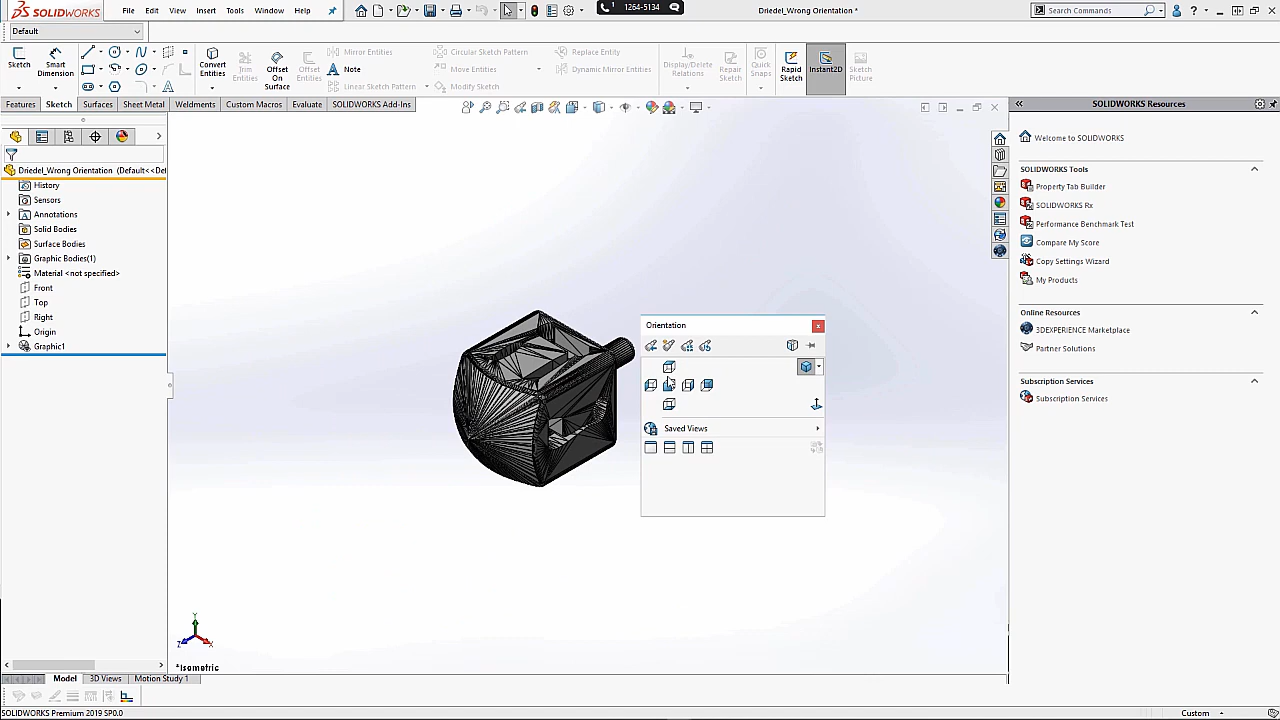 SOLIDWORKS File Edit View Insert Tools Window Help 1264-5134 Driedel_Wrong Orientation * Search Commands
Default
Sketch Smart Dimension Convert Entities Trim Entities Offset Entities Offset On Surface Mirror Entities Circular Sketch Pattern Replace Entity Display/Delete Relations Repair Sketch Quick Snaps Rapid Sketch Instant2D Sketch Picture
Note Move Entities Dynamic Mirror Entities
Linear Sketch Pattern Modify Sketch
Features Sketch Surfaces Sheet Metal Weldments Custom Macros Evaluate SOLIDWORKS Add-Ins
Driedel_Wrong Orientation (Default<<Def
History
Sensors
Annotations
Solid Bodies
Surface Bodies
Graphic Bodies(1)
Material <not specified>
Front
Top
Right
Origin
Graphic1
Orientation
Saved Views
Y
Z X
*Isometric
SOLIDWORKS Resources
Welcome to SOLIDWORKS
SOLIDWORKS Tools
Property Tab Builder
SOLIDWORKS Rx
Performance Benchmark Test
Compare My Score
Copy Settings Wizard
My Products
Online Resources
3DEXPERIENCE Marketplace
Partner Solutions
Subscription Services
Subscription Services
Model 3D Views Motion Study 1
SOLIDWORKS Premium 2019 SP0.0 Custom